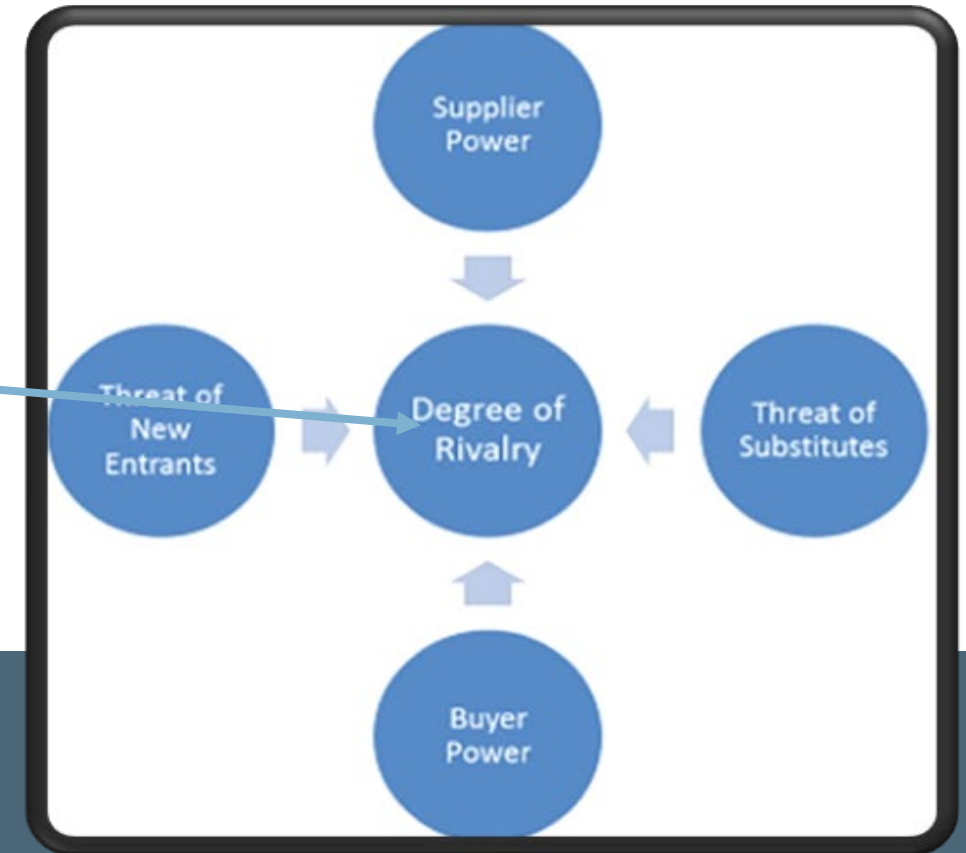 Supplier
Power
Threat of
New
Entrants
Degree of
Rivalry
Threat of
Substitutes
Buyer
Power